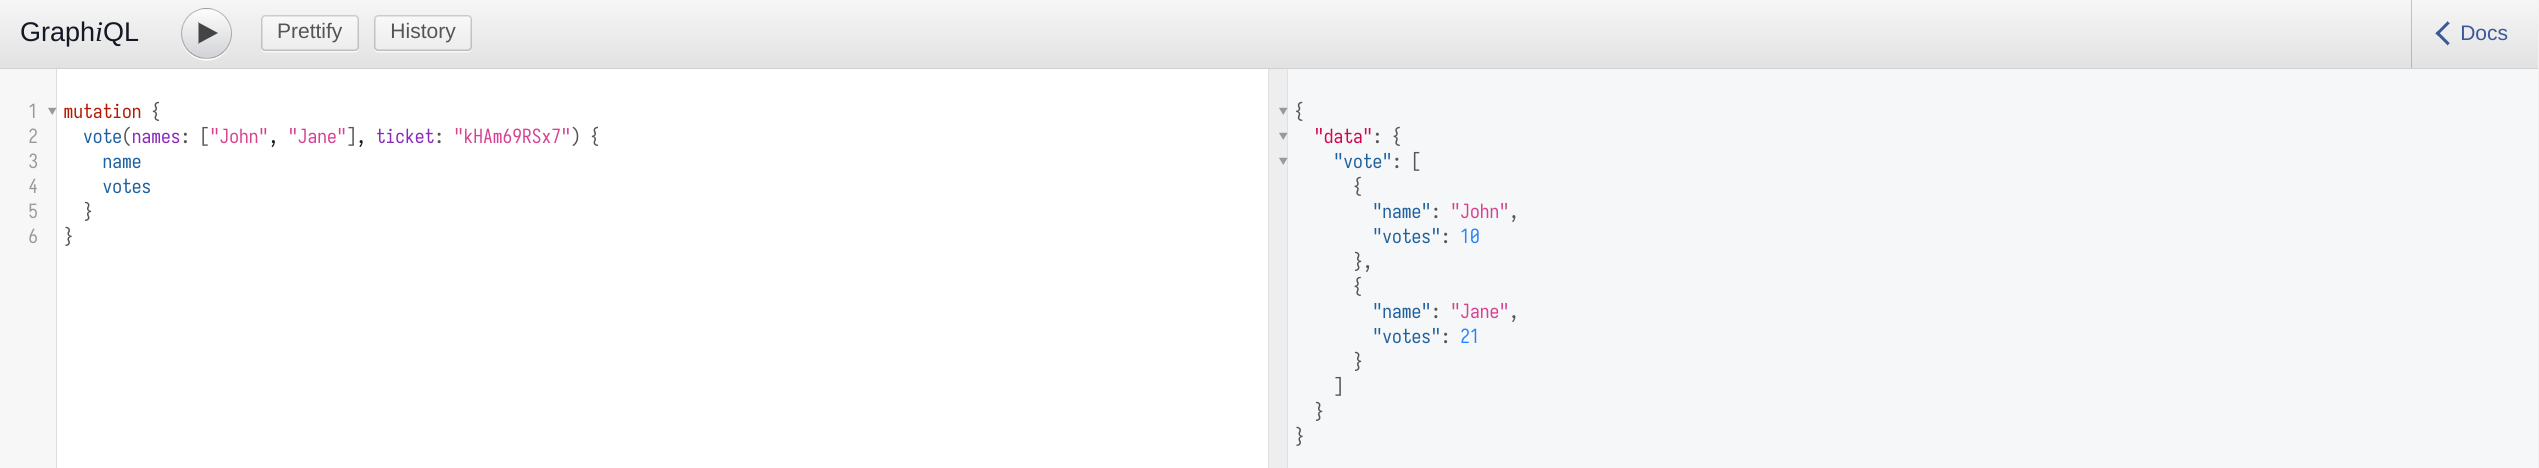 GraphiQL
Prettify
History
Docs
1 mutation {
2   vote(names: ["John", "Jane"], ticket: "kHAm69RSx7") {
3     name
4     votes
5   }
6 }
{
  "data": {
    "vote": [
      {
        "name": "John",
        "votes": 10
      },
      {
        "name": "Jane",
        "votes": 21
      }
    ]
  }
}